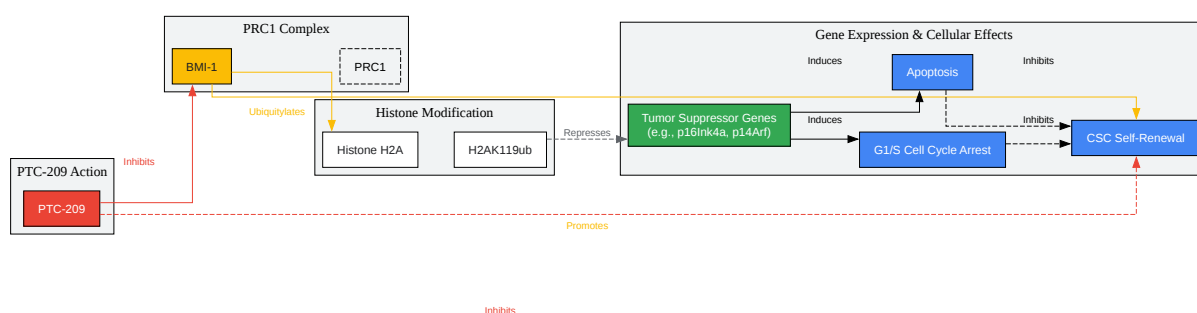 PRC1 Complex
BMI-1
PRC1
Ubiquitylates
Histone Modification
Histone H2A
H2AK119ub
Represses
Gene Expression & Cellular Effects
Induces
Apoptosis
Inhibits
Tumor Suppressor Genes
(e.g., p16Ink4a, p14Arf)
Induces
G1/S Cell Cycle Arrest
Inhibits
CSC Self-Renewal
Inhibits
PTC-209 Action
PTC-209
Promotes
Inhibits